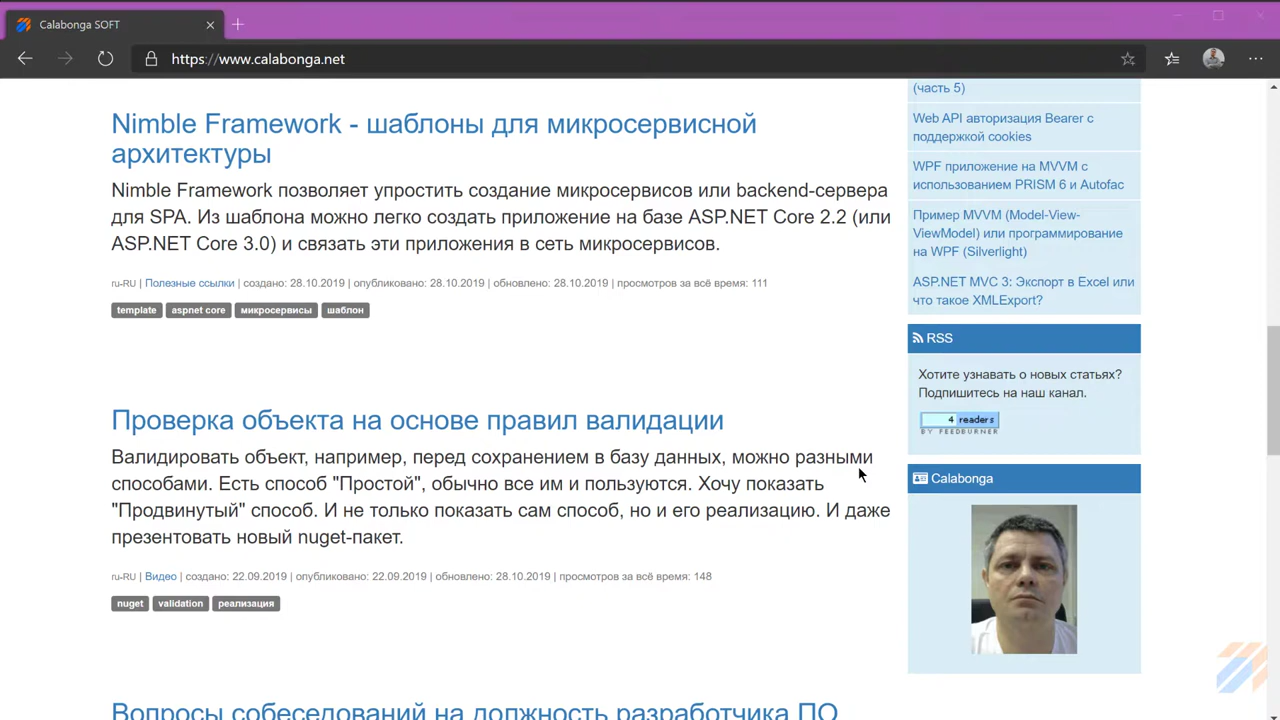 Calabonga SOFT
https://www.calabonga.net
Nimble Framework - шаблоны для микросервисной
архитектуры
Nimble Framework позволяет упростить создание микросервисов или backend-сервера
для SPA. Из шаблона можно легко создать приложение на базе ASP.NET Core 2.2 (или
ASP.NET Core 3.0) и связать эти приложения в сеть микросервисов.
ru-RU | Полезные ссылки | создано: 28.10.2019 | опубликовано: 28.10.2019 | обновлено: 28.10.2019 | просмотров за всё время: 111
template aspnet core микросервисы шаблон
Проверка объекта на основе правил валидации
Валидировать объект, например, перед сохранением в базу данных, можно разными
способами. Есть способ "Простой", обычно все им и пользуются. Хочу показать
"Продвинутый" способ. И не только показать сам способ, но и его реализацию. И даже
презентовать новый nuget-пакет.
ru-RU | Видео | создано: 22.09.2019 | опубликовано: 22.09.2019 | обновлено: 28.10.2019 | просмотров за всё время: 148
nuget validation реализация
Вопросы собеседований на должность разработчика ПО
(часть 5)
Web API авторизация Bearer с
поддержкой cookies
WPF приложение на MVVM с
использованием PRISM 6 и Autofac
Пример MVVM (Model-View-
ViewModel) или программирование
на WPF (Silverlight)
ASP.NET MVC 3: Экспорт в Excel или
что такое XMLExport?
RSS
Хотите узнавать о новых статьях?
Подпишитесь на наш канал.
4 readers
BY FEEDBURNER
Calabonga